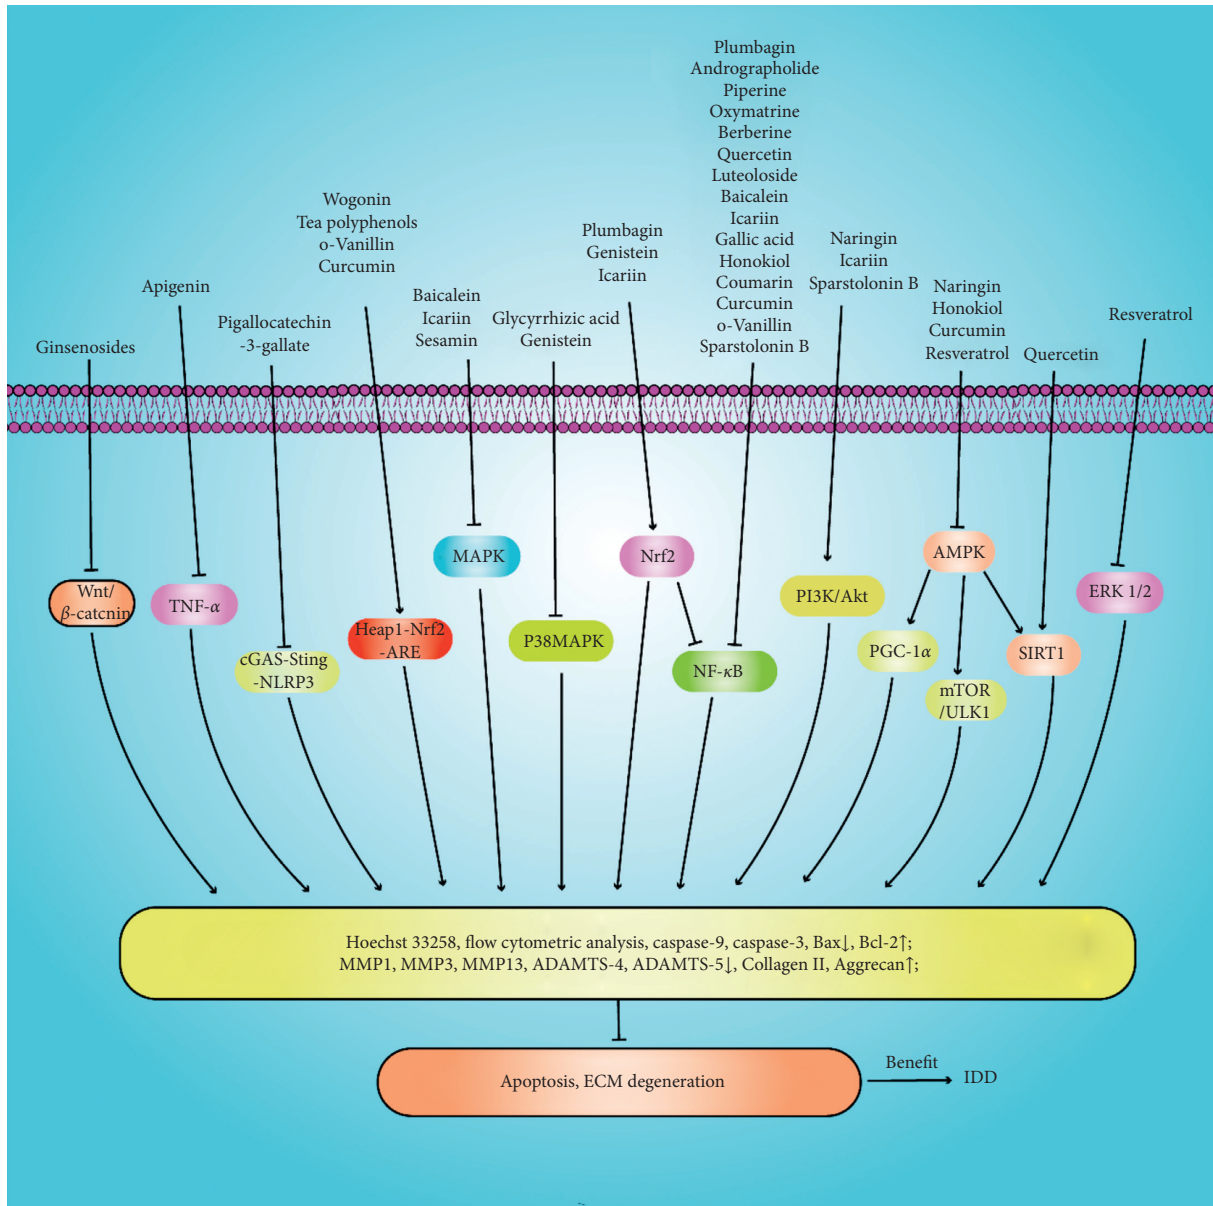 Plumbagin
Andrographolide
Piperine
Oxymatrine
Berberine
Quercetin
Luteoloside
Baicalein
Icariin
Gallic acid
Honokiol
Coumarin
Curcumin
o-Vanillin
Sparstolonin B
Wogonin
Tea polyphenols
o-Vanillin
Curcumin
Plumbagin
Genistein
Icariin
Naringin
Icariin
Sparstolonin B
Apigenin
Pigallocatechin
-3-gallate
Baicalein
Icariin
Sesamin
Glycyrrhizic acid
Genistein
Naringin
Honokiol
Curcumin
Resveratrol
Resveratrol
Ginsenosides
Quercetin
Wnt/
β-catcnin
TNF-α
cGAS-Sting
-NLRP3
Heap1-Nrf2
-ARE
MAPK
P38MAPK
Nrf2
NF-κB
PI3K/Akt
AMPK
PGC-1α
mTOR
/ULK1
SIRT1
ERK 1/2
Hoechst 33258, flow cytometric analysis, caspase-9, caspase-3, Bax↓, Bcl-2↑;
MMP1, MMP3, MMP13, ADAMTS-4, ADAMTS-5↓, Collagen II, Aggrecan↑;
Apoptosis, ECM degeneration
Benefit
IDD